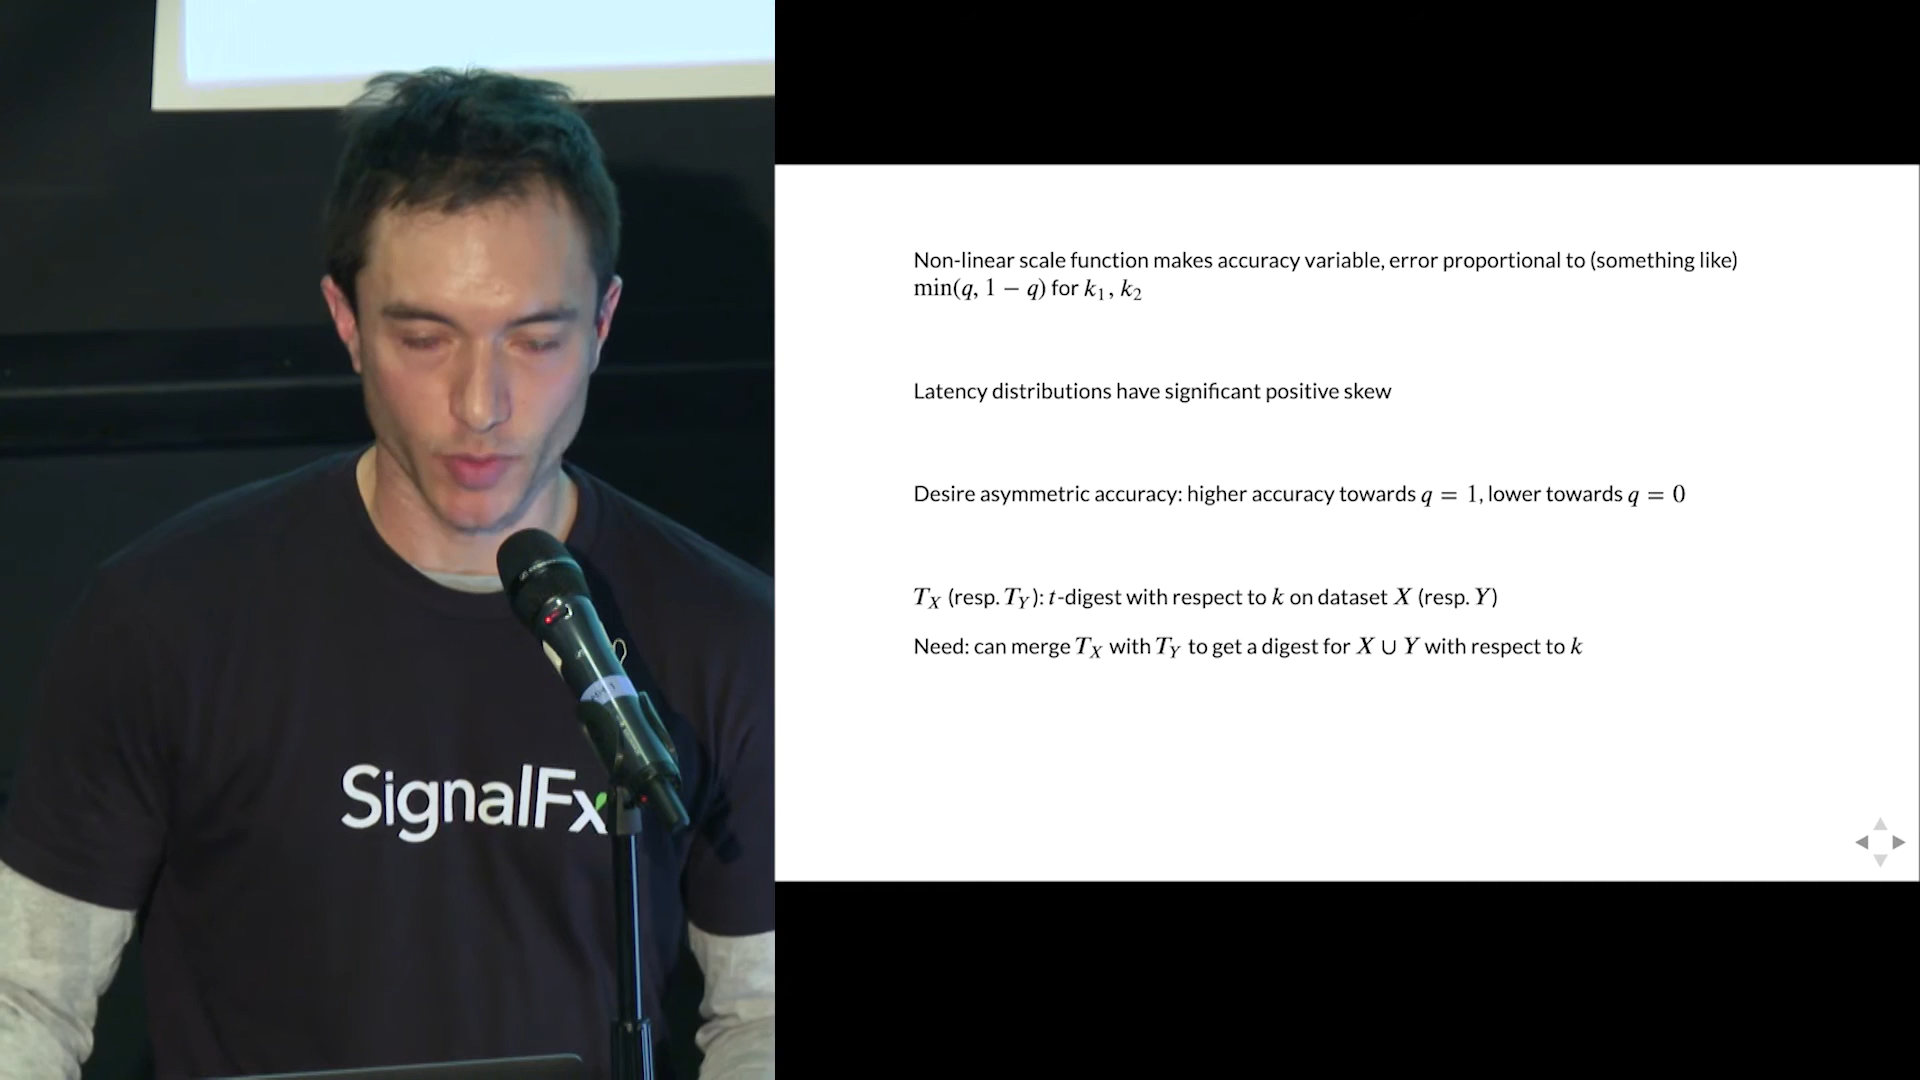 SignalFx
Non-linear scale function makes accuracy variable, error proportional to (something like)
min(q, 1 − q) for k₁, k₂
Latency distributions have significant positive skew
Desire asymmetric accuracy: higher accuracy towards q = 1, lower towards q = 0
T_X (resp. T_Y): t-digest with respect to k on dataset X (resp. Y)
Need: can merge T_X with T_Y to get a digest for X ∪ Y with respect to k